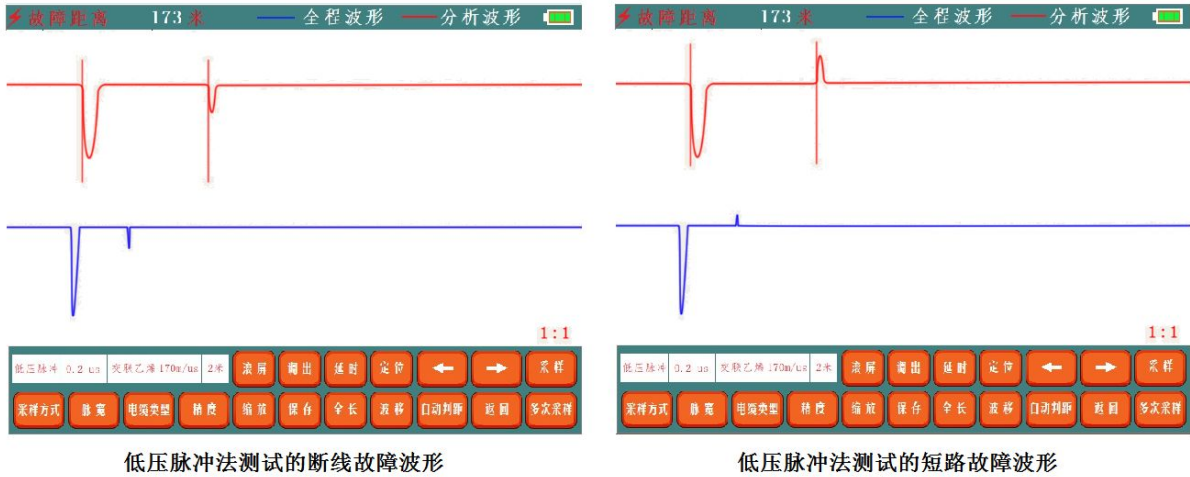 故障距离 173 米 全程波形 分析波形
1:1
低压脉冲 0.2 us 交联乙烯170m/us 2米 滚屏 调出 延时 定位 ← → 采样
采样方式 脉宽 电缆类型 精度 缩放 保存 全长 波移 自动判距 返回 多次采样
低压脉冲法测试的断线故障波形
故障距离 173 米 全程波形 分析波形
1:1
低压脉冲 0.2 us 交联乙烯170m/us 2米 滚屏 调出 延时 定位 ← → 采样
采样方式 脉宽 电缆类型 精度 缩放 保存 全长 波移 自动判距 返回 多次采样
低压脉冲法测试的短路故障波形